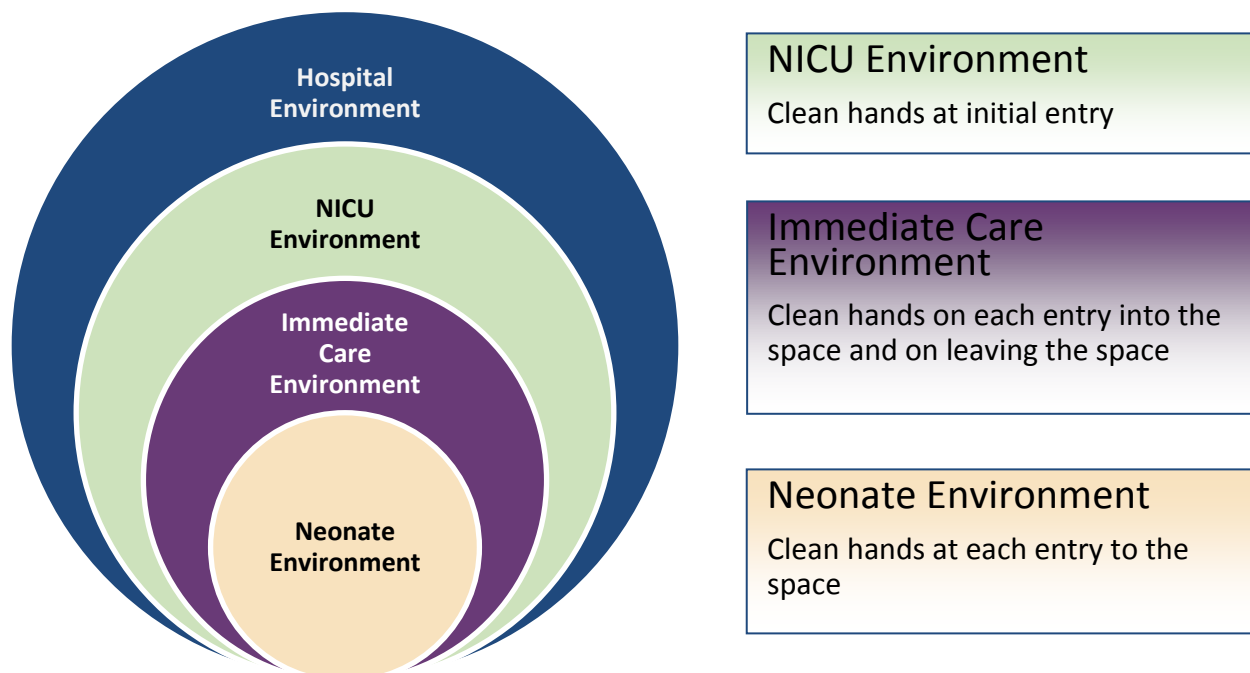 Hospital
Environment
NICU
Environment
Immediate
Care
Environment
Neonate
Environment
NICU Environment
Clean hands at initial entry
Immediate Care
Environment
Clean hands on each entry into the
space and on leaving the space
Neonate Environment
Clean hands at each entry to the
space